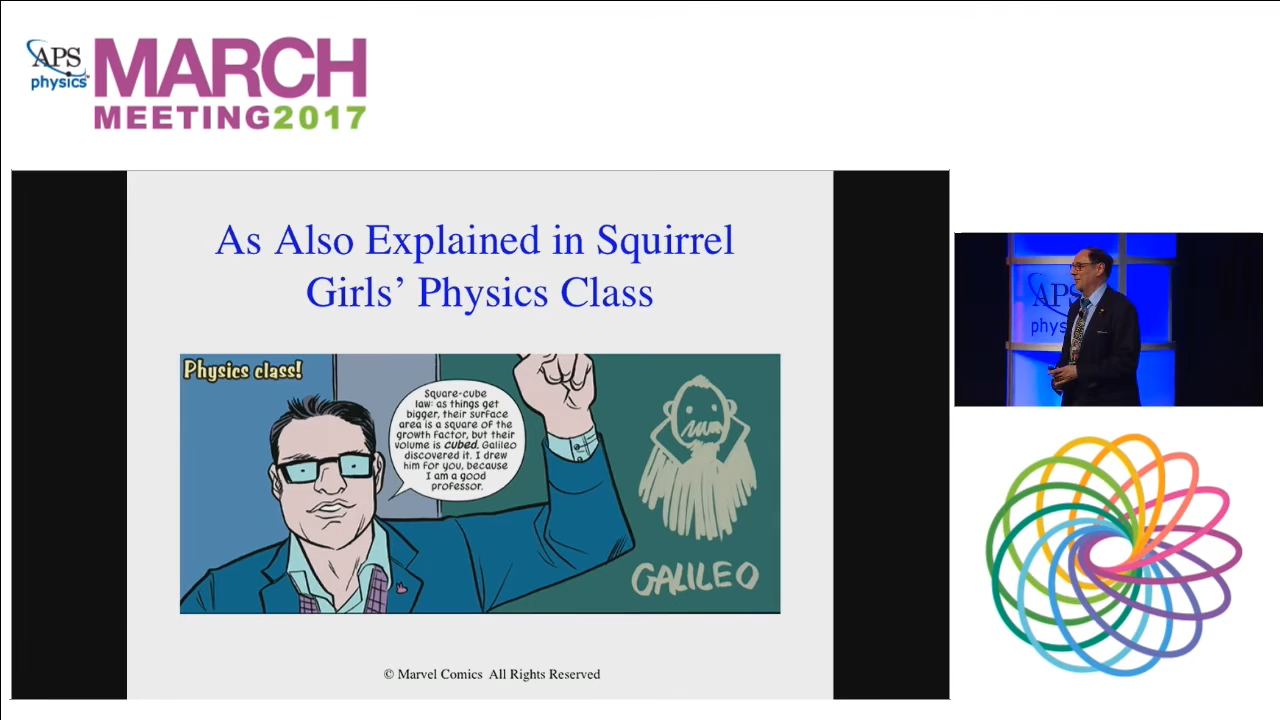 APS
physics
MARCH
MEETING2017
As Also Explained in Squirrel
Girls’ Physics Class
Physics class!
Square-cube
law: as things get
bigger, their surface
area is a square of the
growth factor, but their
volume is cubed. Galileo
discovered it. I drew
him for you, because
I am a good
professor.
GALILEO
© Marvel Comics All Rights Reserved
APS
phys